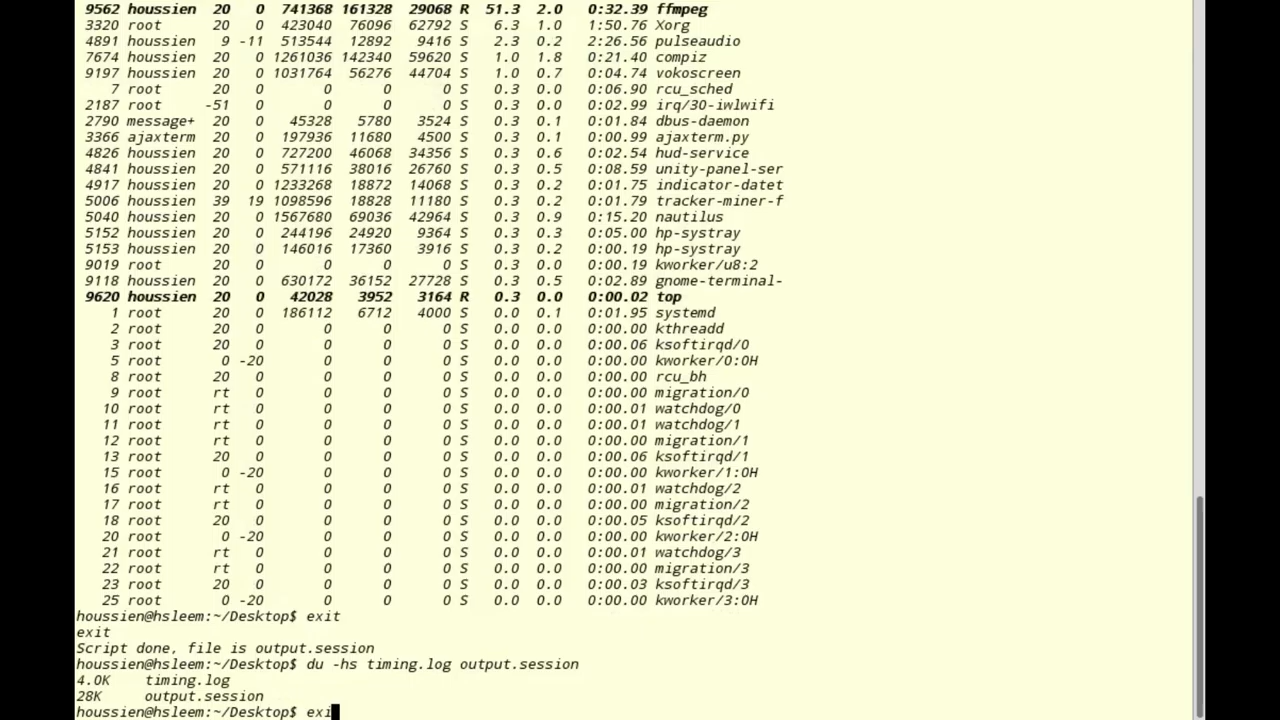 9562 houssien 20 0 741368 161328 29068 R 51.3 2.0 0:32.39 ffmpeg
3320 root 20 0 423040 76096 62792 S 6.3 1.0 1:50.76 Xorg
4891 houssien 9 -11 513544 12892 9416 S 2.3 0.2 2:26.56 pulseaudio
7674 houssien 20 0 1261036 142340 59620 S 1.0 1.8 0:21.40 compiz
9197 houssien 20 0 1031764 56276 44704 S 1.0 0.7 0:04.74 vokoscreen
7 root 20 0 0 0 0 S 0.3 0.0 0:06.90 rcu_sched
2187 root -51 0 0 0 0 S 0.3 0.0 0:02.99 irq/30-iwlwifi
2790 message+ 20 0 45328 5780 3524 S 0.3 0.1 0:01.84 dbus-daemon
3366 ajaxterm 20 0 197936 11680 4500 S 0.3 0.1 0:00.99 ajaxterm.py
4826 houssien 20 0 727200 46068 34356 S 0.3 0.6 0:02.54 hud-service
4841 houssien 20 0 571116 38016 26760 S 0.3 0.5 0:08.59 unity-panel-ser
4917 houssien 20 0 1233268 18872 14068 S 0.3 0.2 0:01.75 indicator-datet
5006 houssien 39 19 1098596 18828 11180 S 0.3 0.2 0:01.79 tracker-miner-f
5040 houssien 20 0 1567680 69036 42964 S 0.3 0.9 0:15.20 nautilus
5152 houssien 20 0 244196 24920 9364 S 0.3 0.3 0:05.00 hp-systray
5153 houssien 20 0 146016 17360 3916 S 0.3 0.2 0:00.19 hp-systray
9019 root 20 0 0 0 0 S 0.3 0.0 0:00.19 kworker/u8:2
9118 houssien 20 0 630172 36152 27728 S 0.3 0.5 0:02.89 gnome-terminal-
9620 houssien 20 0 42028 3952 3164 R 0.3 0.0 0:00.02 top
1 root 20 0 186112 6712 4000 S 0.0 0.1 0:01.95 systemd
2 root 20 0 0 0 0 S 0.0 0.0 0:00.00 kthreadd
3 root 20 0 0 0 0 S 0.0 0.0 0:00.06 ksoftirqd/0
5 root 0 -20 0 0 0 S 0.0 0.0 0:00.00 kworker/0:0H
8 root 20 0 0 0 0 S 0.0 0.0 0:00.00 rcu_bh
9 root rt 0 0 0 0 S 0.0 0.0 0:00.00 migration/0
10 root rt 0 0 0 0 S 0.0 0.0 0:00.01 watchdog/0
11 root rt 0 0 0 0 S 0.0 0.0 0:00.01 watchdog/1
12 root rt 0 0 0 0 S 0.0 0.0 0:00.00 migration/1
13 root 20 0 0 0 0 S 0.0 0.0 0:00.06 ksoftirqd/1
15 root 0 -20 0 0 0 S 0.0 0.0 0:00.00 kworker/1:0H
16 root rt 0 0 0 0 S 0.0 0.0 0:00.01 watchdog/2
17 root rt 0 0 0 0 S 0.0 0.0 0:00.00 migration/2
18 root 20 0 0 0 0 S 0.0 0.0 0:00.05 ksoftirqd/2
20 root 0 -20 0 0 0 S 0.0 0.0 0:00.00 kworker/2:0H
21 root rt 0 0 0 0 S 0.0 0.0 0:00.01 watchdog/3
22 root rt 0 0 0 0 S 0.0 0.0 0:00.00 migration/3
23 root 20 0 0 0 0 S 0.0 0.0 0:00.03 ksoftirqd/3
25 root 0 -20 0 0 0 S 0.0 0.0 0:00.00 kworker/3:0H
houssien@hsleem:~/Desktop$ exit
exit
Script done, file is output.session
houssien@hsleem:~/Desktop$ du -hs timing.log output.session
4.0K timing.log
28K output.session
houssien@hsleem:~/Desktop$ exi